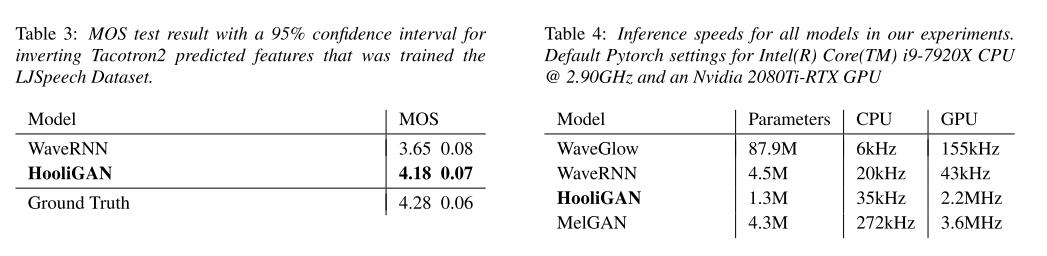 Table 3: MOS test result with a 95% confidence interval for
inverting Tacotron2 predicted features that was trained the
LJSpeech Dataset.
Model MOS
WaveRNN 3.65 0.08
HooliGAN 4.18 0.07
Ground Truth 4.28 0.06
Table 4: Inference speeds for all models in our experiments.
Default Pytorch settings for Intel(R) Core(TM) i9-7920X CPU
@ 2.90GHz and an Nvidia 2080Ti-RTX GPU
Model Parameters CPU GPU
WaveGlow 87.9M 6kHz 155kHz
WaveRNN 4.5M 20kHz 43kHz
HooliGAN 1.3M 35kHz 2.2MHz
MelGAN 4.3M 272kHz 3.6MHz